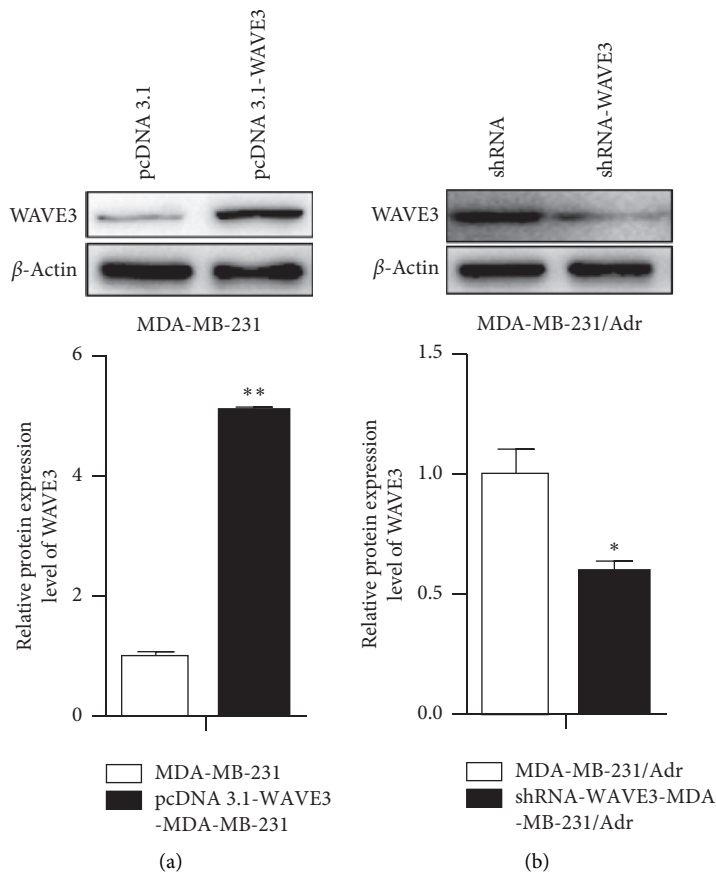 pcDNA 3.1
pcDNA 3.1-WAVE3
WAVE3
β-Actin
MDA-MB-231
Relative protein expression
level of WAVE3
6
4
2
0
**
MDA-MB-231
pcDNA 3.1-WAVE3
-MDA-MB-231
(a)
shRNA
shRNA-WAVE3
WAVE3
β-Actin
MDA-MB-231/Adr
Relative protein expression
level of WAVE3
1.5
1.0
0.5
0.0
*
MDA-MB-231/Adr
shRNA-WAVE3-MDA
-MB-231/Adr
(b)